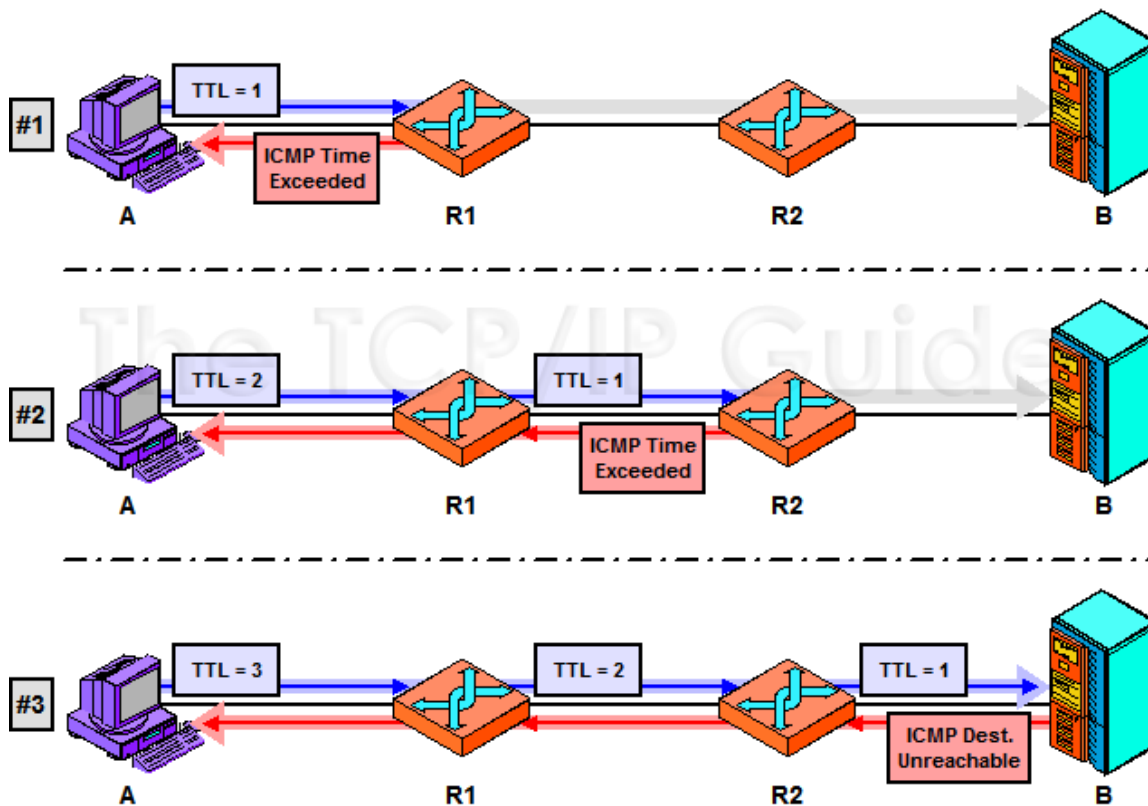 #1
TTL = 1
ICMP Time
Exceeded
A
R1
R2
B
The TCP/IP Guide
#2
TTL = 2
TTL = 1
ICMP Time
Exceeded
A
R1
R2
B
#3
TTL = 3
TTL = 2
TTL = 1
ICMP Dest.
Unreachable
A
R1
R2
B